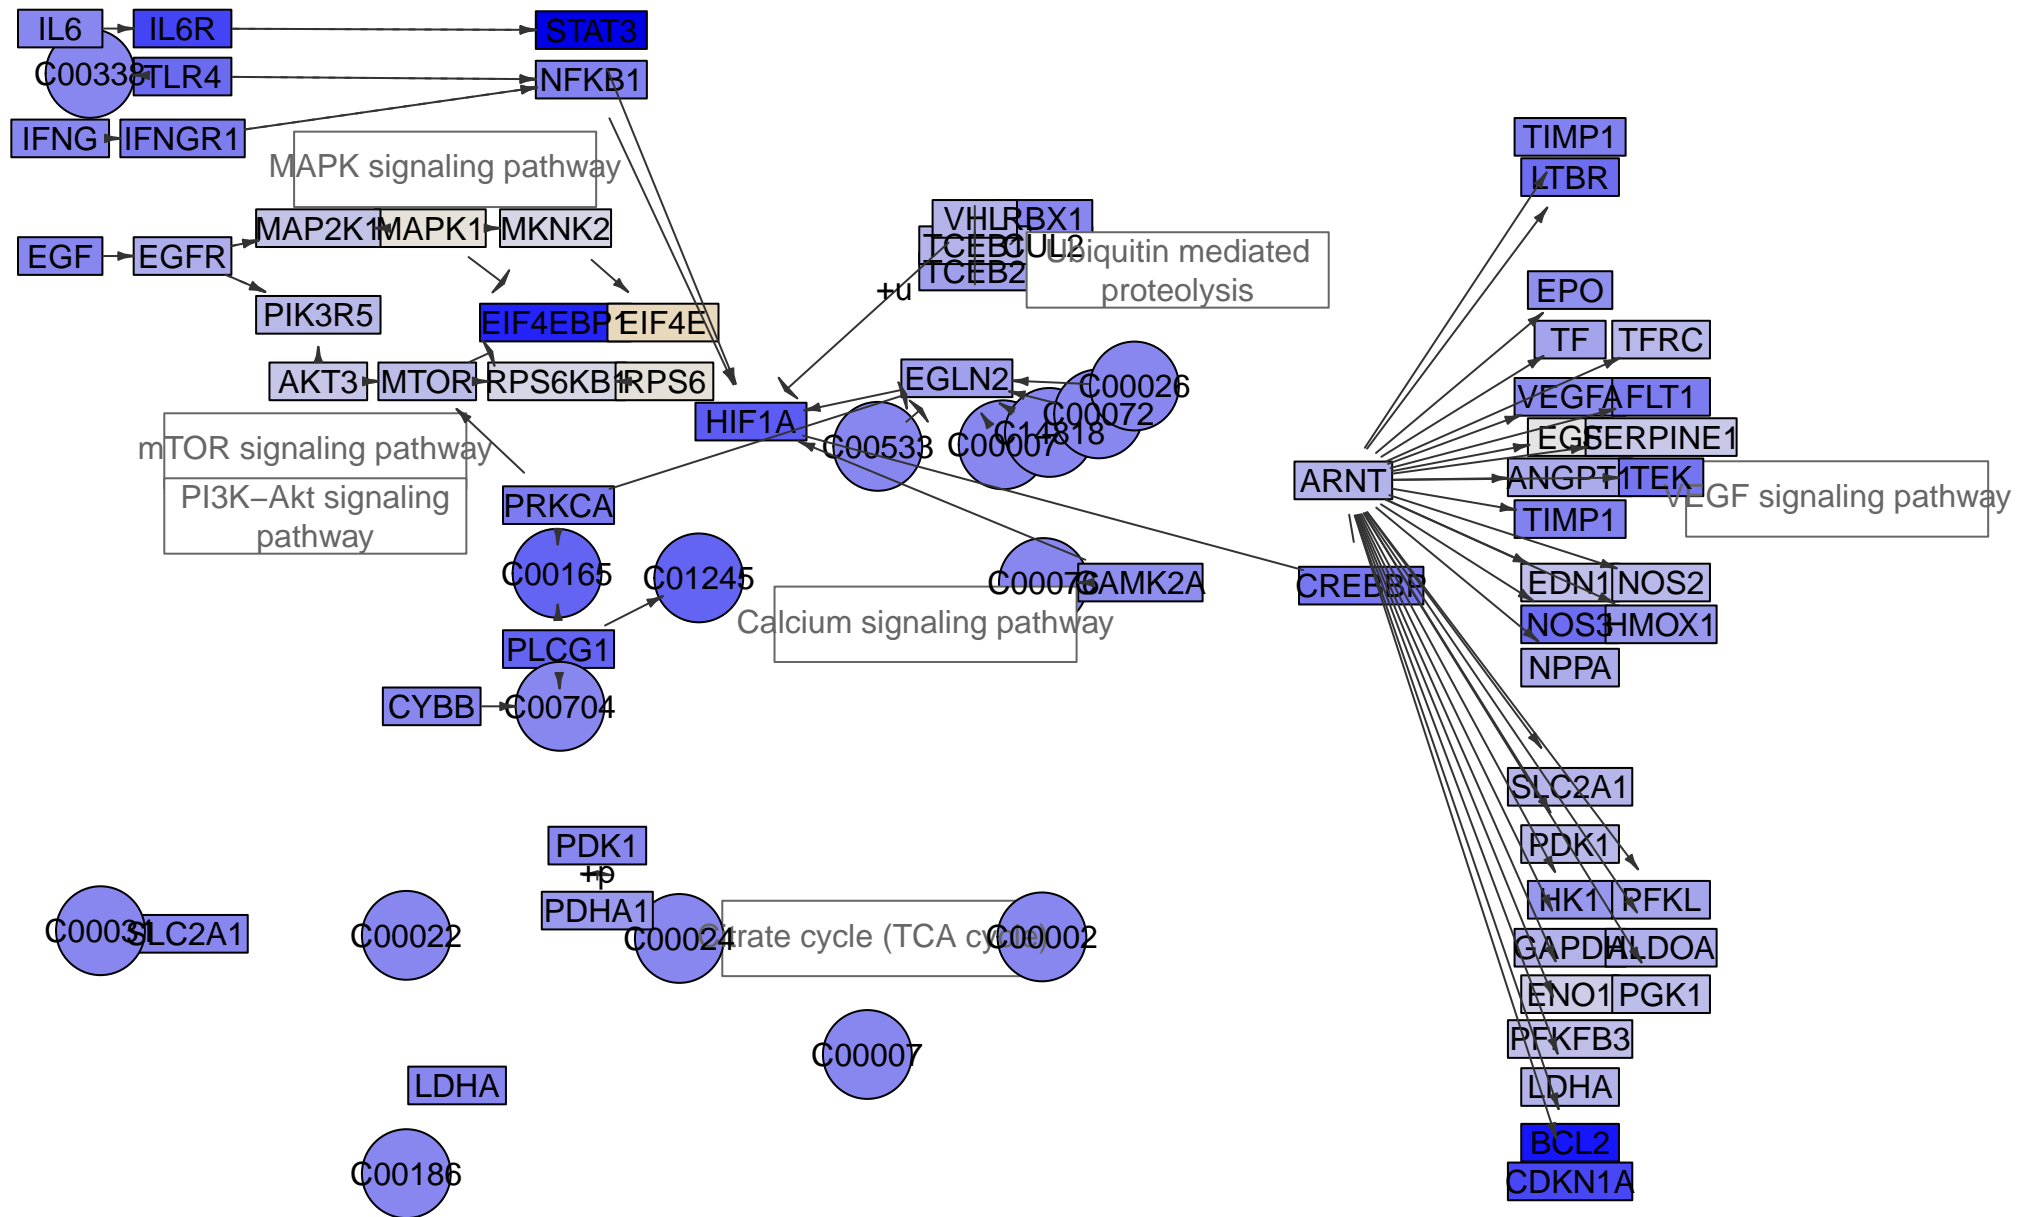 IL6
IL6R
STAT3
C00338
TLR4
NFKB1
IFNG
IFNGR1
TIMP1
MAPK signaling pathway
LTBR
VHL
RBX1
MAP2K1
MAPK1
MKNK2
TCEB1
CUL2
Ubiquitin mediated
proteolysis
TCEB2
EGF
EGFR
+u
EPO
PIK3R5
EIF4EBP1
EIF4E
TF
TFRC
AKT3
MTOR
RPS6KB1
RPS6
EGLN2
C00026
VEGFA
FLT1
HIF1A
C00072
C14818
C00007
C00533
EGF
SERPINE1
mTOR signaling pathway
PI3K–Akt signaling
pathway
ARNT
ANGPT1
TEK
VEGF signaling pathway
PRKCA
TIMP1
C00165
C01245
C00076
CAMK2A
CREBBP
EDN1
NOS2
Calcium signaling pathway
NOS3
HMOX1
PLCG1
NPPA
CYBB
C00704
SLC2A1
PDK1
PDK1
+p
HK1
PFKL
PDHA1
C00031
SLC2A1
C00022
C00024
Citrate cycle (TCA cycle)
C00002
GAPDH
ALDOA
ENO1
PGK1
PFKFB3
C00007
LDHA
LDHA
BCL2
C00186
CDKN1A